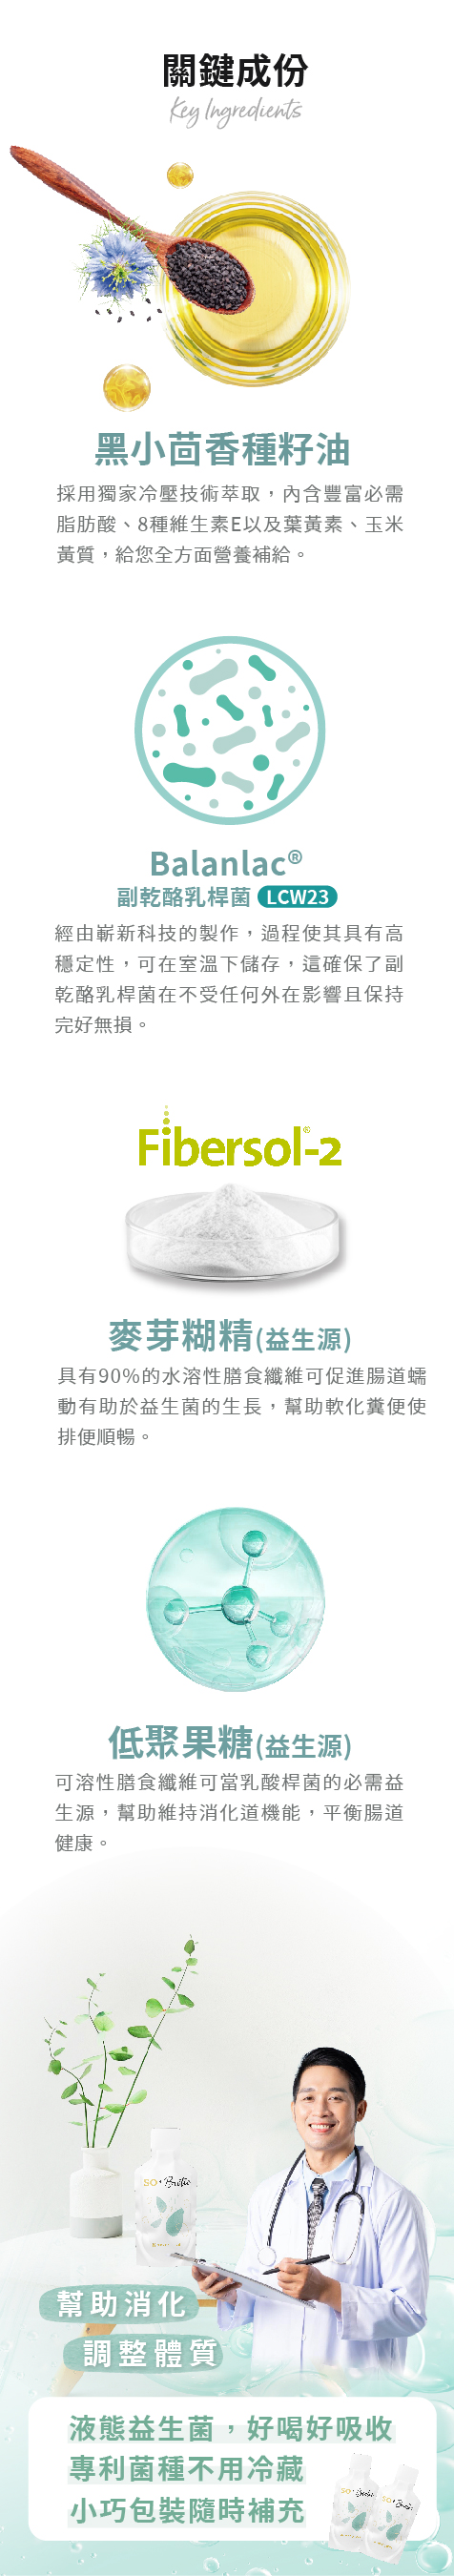 關鍵成份
Key Ingredients
黑小茴香種籽油
採用獨家冷壓技術萃取，內含豐富必需
脂肪酸、8種維生素E以及葉黃素、玉米
黃質，給您全方面營養補給。
Balanlac®
副乾酪乳桿菌 LCW23
經由嶄新科技的製作，過程使其具有高
穩定性，可在室溫下儲存，這確保了副
乾酪乳桿菌在不受任何外在影響且保持
完好無損。
Fibersol®-2
麥芽糊精(益生源)
具有90%的水溶性膳食纖維可促進腸道蠕
動有助於益生菌的生長，幫助軟化糞便使
排便順暢。
低聚果糖(益生源)
可溶性膳食纖維可當乳酸桿菌的必需益
生源，幫助維持消化道機能，平衡腸道
健康。
幫助消化
調整體質
液態益生菌，好喝好吸收
專利菌種不用冷藏
小巧包裝隨時補充